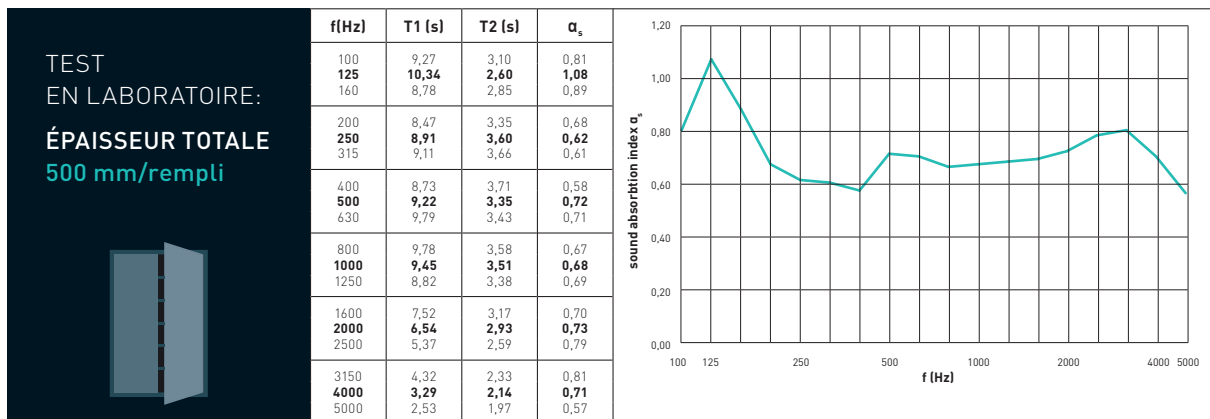 TEST
EN LABORATOIRE:
ÉPAISSEUR TOTALE
500 mm/rempli
f(Hz) T1 (s) T2 (s) αs
100 9,27 3,10 0,81
125 10,34 2,60 1,08
160 8,78 2,85 0,89
200 8,47 3,35 0,68
250 8,91 3,60 0,62
315 9,11 3,66 0,61
400 8,73 3,71 0,58
500 9,22 3,35 0,72
630 9,79 3,43 0,71
800 9,78 3,58 0,67
1000 9,45 3,51 0,68
1250 8,82 3,38 0,69
1600 7,52 3,17 0,70
2000 6,54 2,93 0,73
2500 5,37 2,59 0,79
3150 4,32 2,33 0,81
4000 3,29 2,14 0,71
5000 2,53 1,97 0,57
sound absorbtion index αs
1,20
1,00
0,80
0,60
0,40
0,20
0,00
100 125 250 500 1000 2000 4000 5000
f (Hz)